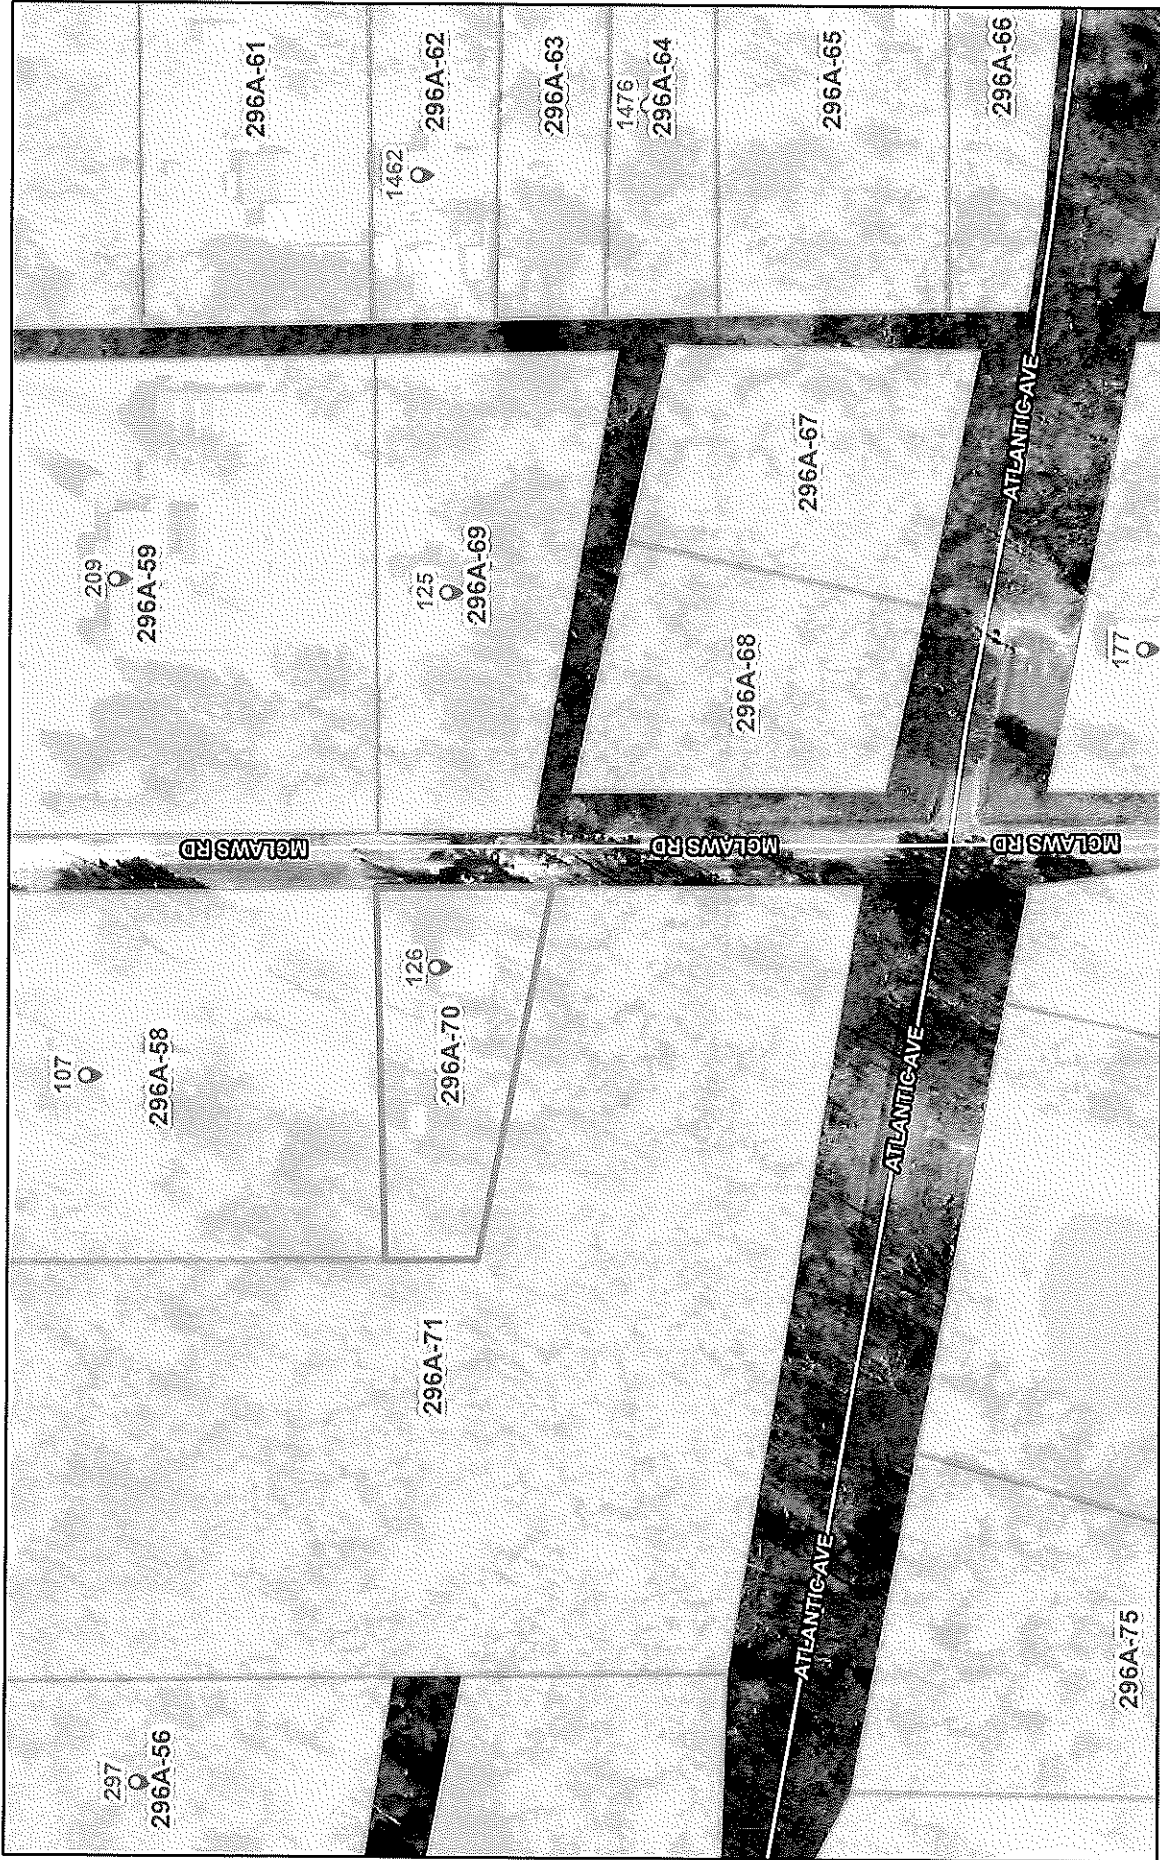 296A-61
296A-62
1462
296A-63
1476
296A-64
296A-65
296A-66
209
296A-59
125
296A-69
296A-67
296A-68
ATLANTIC AVE
177
MCLAWS RD
MCLAWS RD
MCLAWS RD
107
296A-58
126
296A-70
ATLANTIC AVE
296A-71
ATLANTIC AVE
297
296A-56
296A-75